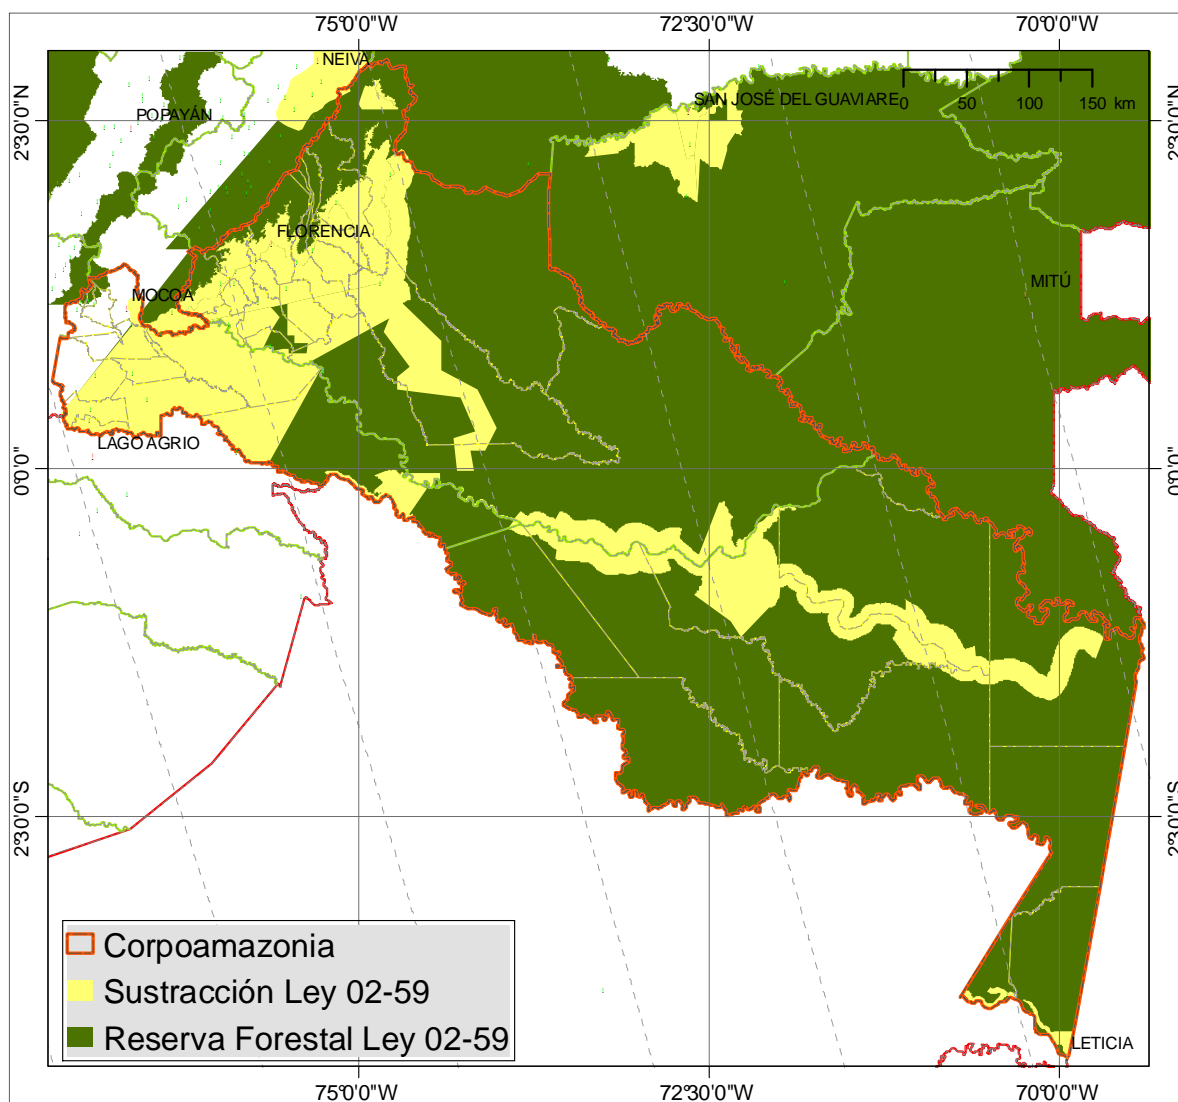 75°0'0"W 72°30'0"W 70°0'0"W
NEIVA
SAN JOSÉ DEL GUAVIARE
0 50 100 150 km
POPAYÁN
2°30'0"N 2°30'0"N
FLORENCIA
MITÚ
MOCOA
LAGO AGRIO
0°0'0" 0°0'0"
2°30'0"S 2°30'0"S
Corpoamazonia
Sustracción Ley 02-59
Reserva Forestal Ley 02-59
LETICIA
75°0'0"W 72°30'0"W 70°0'0"W